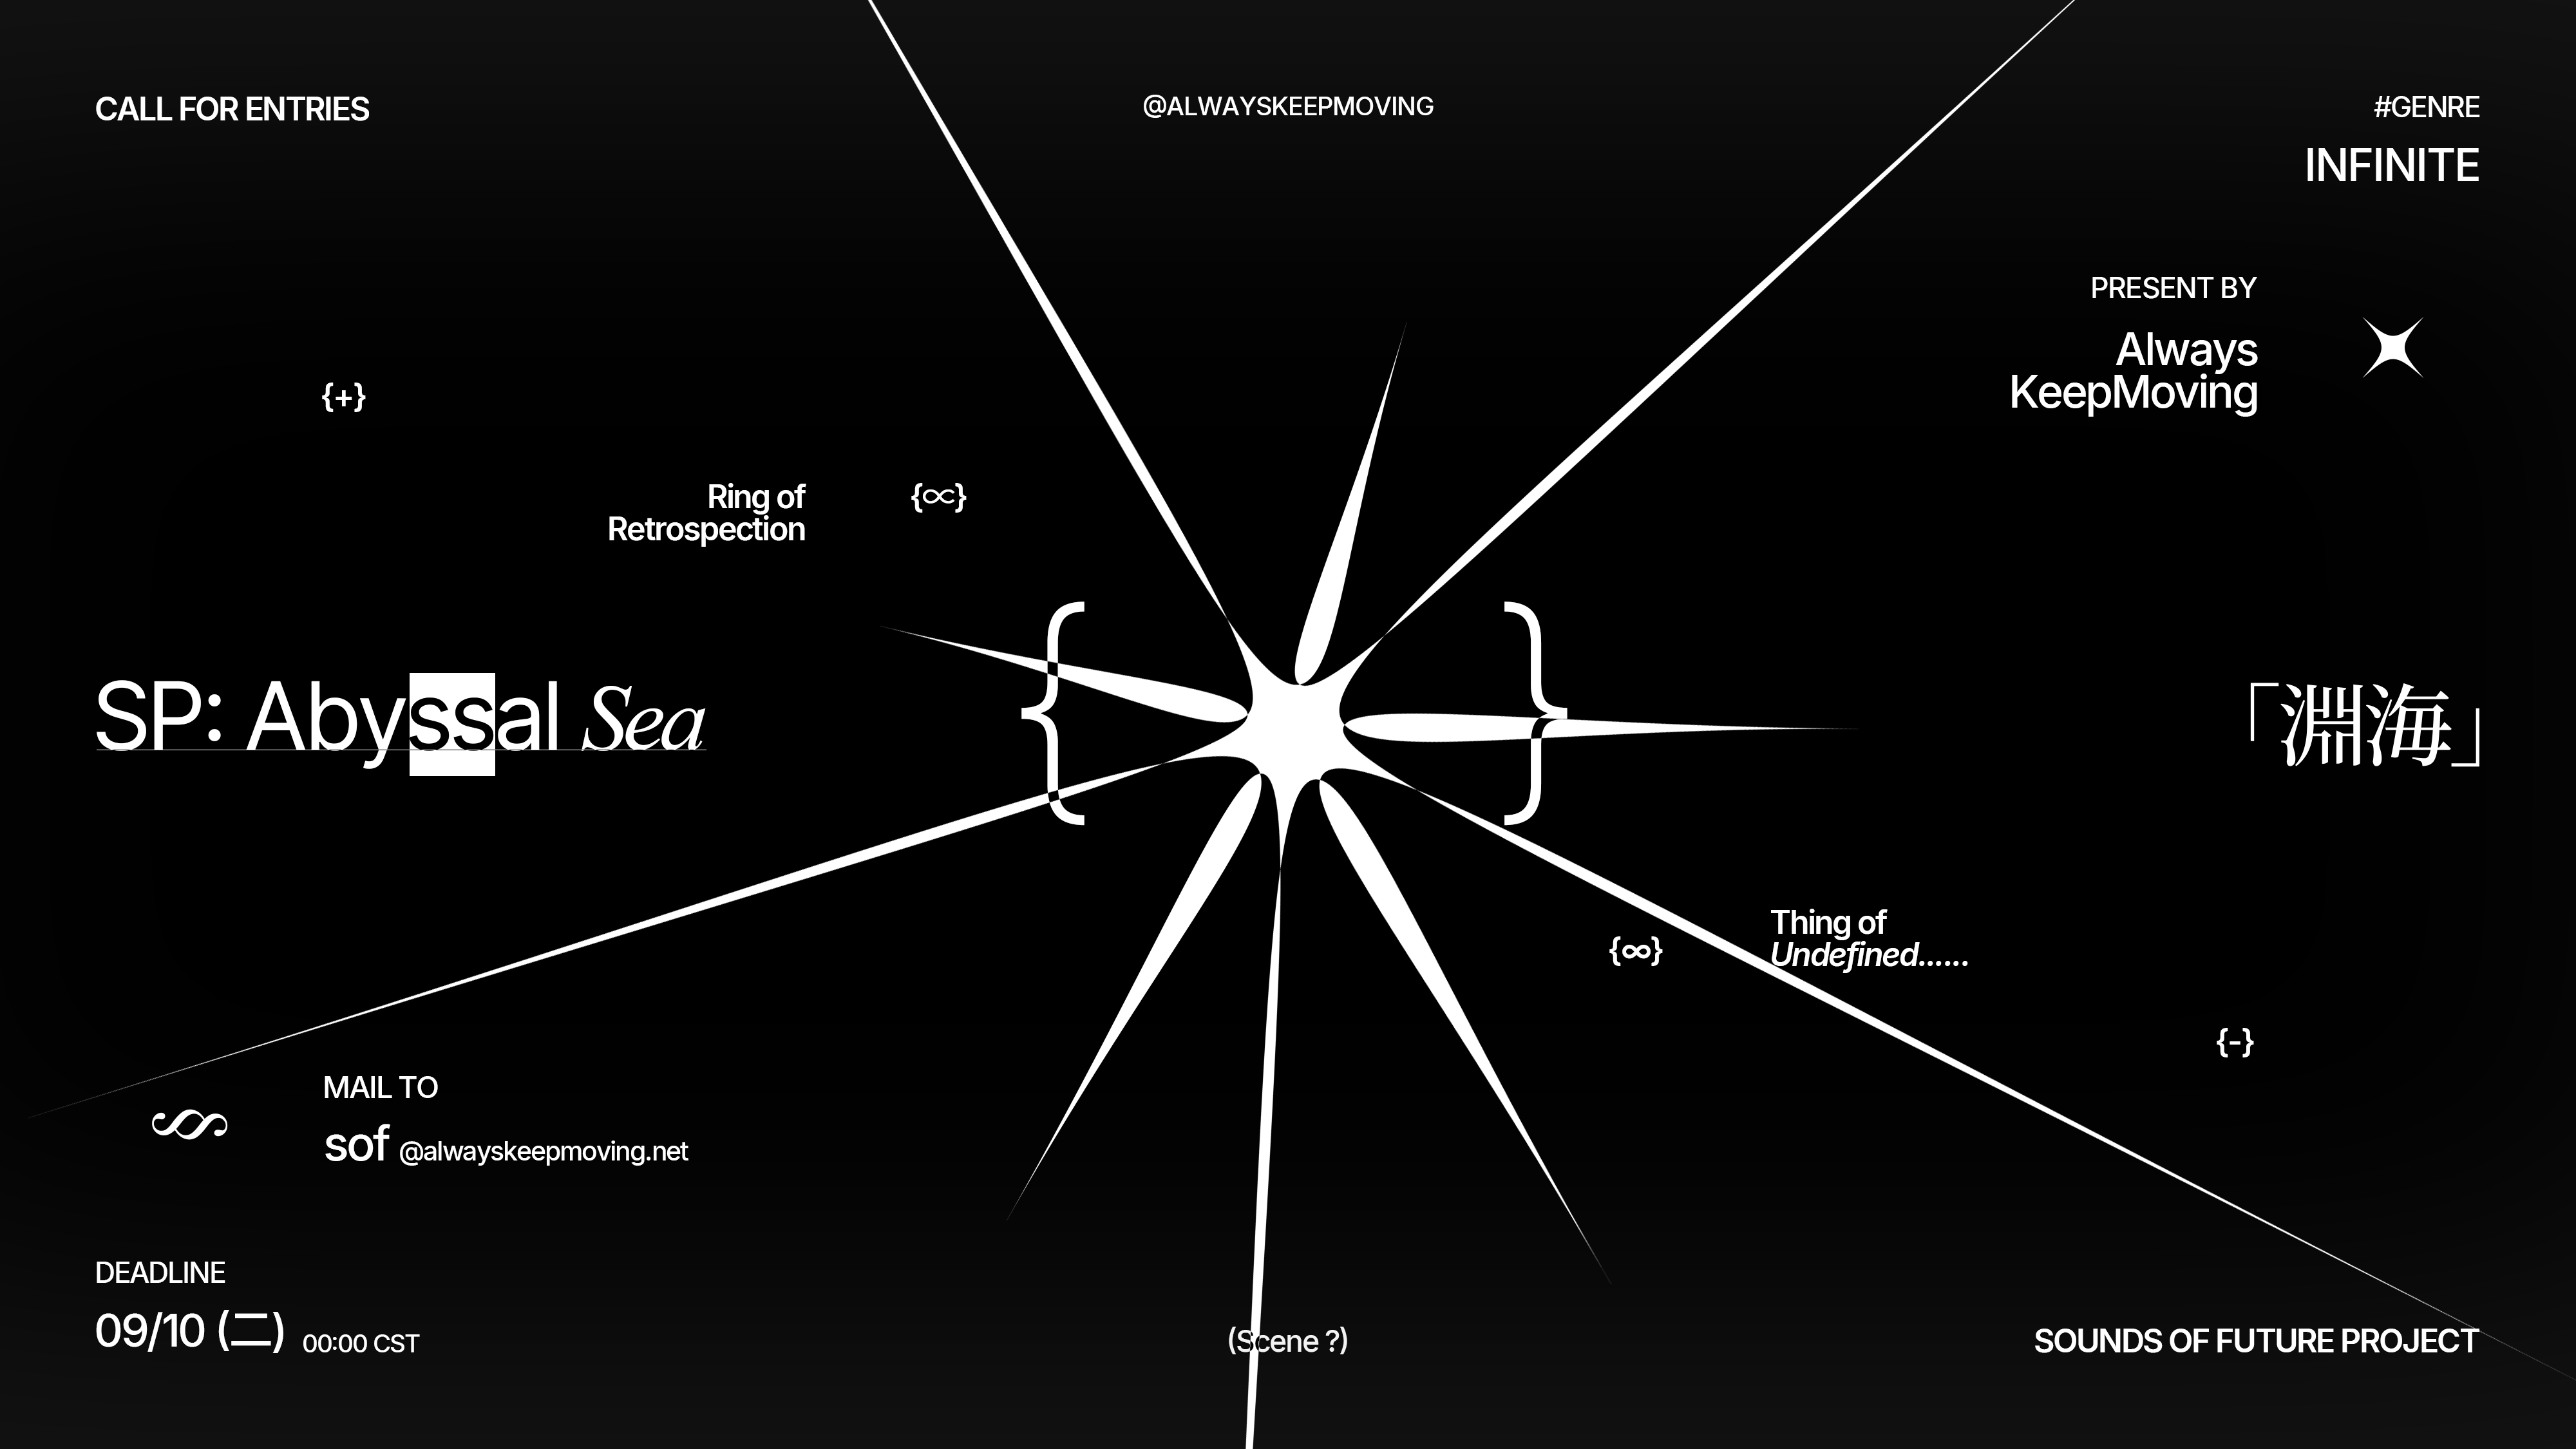 CALL FOR ENTRIES
@ALWAYSKEEPMOVING
#GENRE
INFINITE
PRESENT BY
Always
KeepMoving
{+}
Ring of
Retrospection
{∝}
SP: Abyssal Sea
{ }
「淵海」
Thing of
Undefined......
{∞}
{-}
MAIL TO
sof @alwayskeepmoving.net
DEADLINE
09/10 (二) 00:00 CST
(Scene ?)
SOUNDS OF FUTURE PROJECT